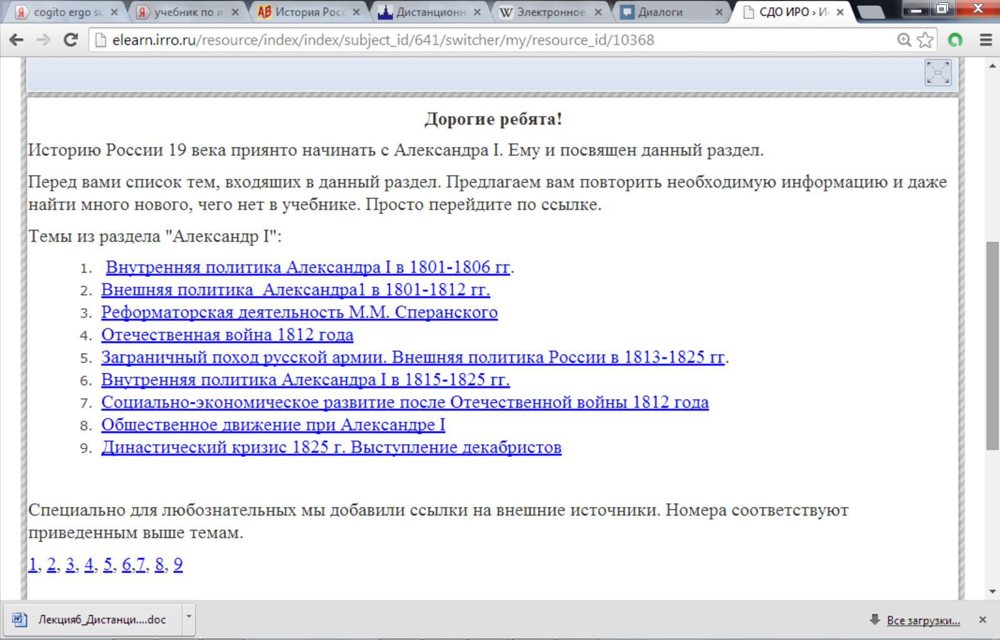 cogito ergo su
учебник по и
История Росс
Дистанционн
Электронное
Диалоги
СДО ИРО › И
elearn.irro.ru/resource/index/index/subject_id/641/switcher/my/resource_id/10368
Дорогие ребята!
Историю России 19 века приянто начинать с Александра I. Ему и посвящен данный раздел.
Перед вами список тем, входящих в данный раздел. Предлагаем вам повторить необходимую информацию и даже
найти много нового, чего нет в учебнике. Просто перейдите по ссылке.
Темы из раздела "Александр I":
1. Внутренняя политика Александра I в 1801-1806 гг.
2. Внешняя политика  Александра1 в 1801-1812 гг.
3. Реформаторская деятельность М.М. Сперанского
4. Отечественная война 1812 года
5. Заграничный поход русской армии. Внешняя политика России в 1813-1825 гг.
6. Внутренняя политика Александра I в 1815-1825 гг.
7. Социально-экономическое развитие после Отечественной войны 1812 года
8. Общественное движение при Александре I
9. Династический кризис 1825 г. Выступление декабристов
Специально для любознательных мы добавили ссылки на внешние источники. Номера соответствуют
приведенным выше темам.
1, 2, 3, 4, 5, 6,7, 8, 9
Лекция6_Дистанци....doc
Все загрузки...